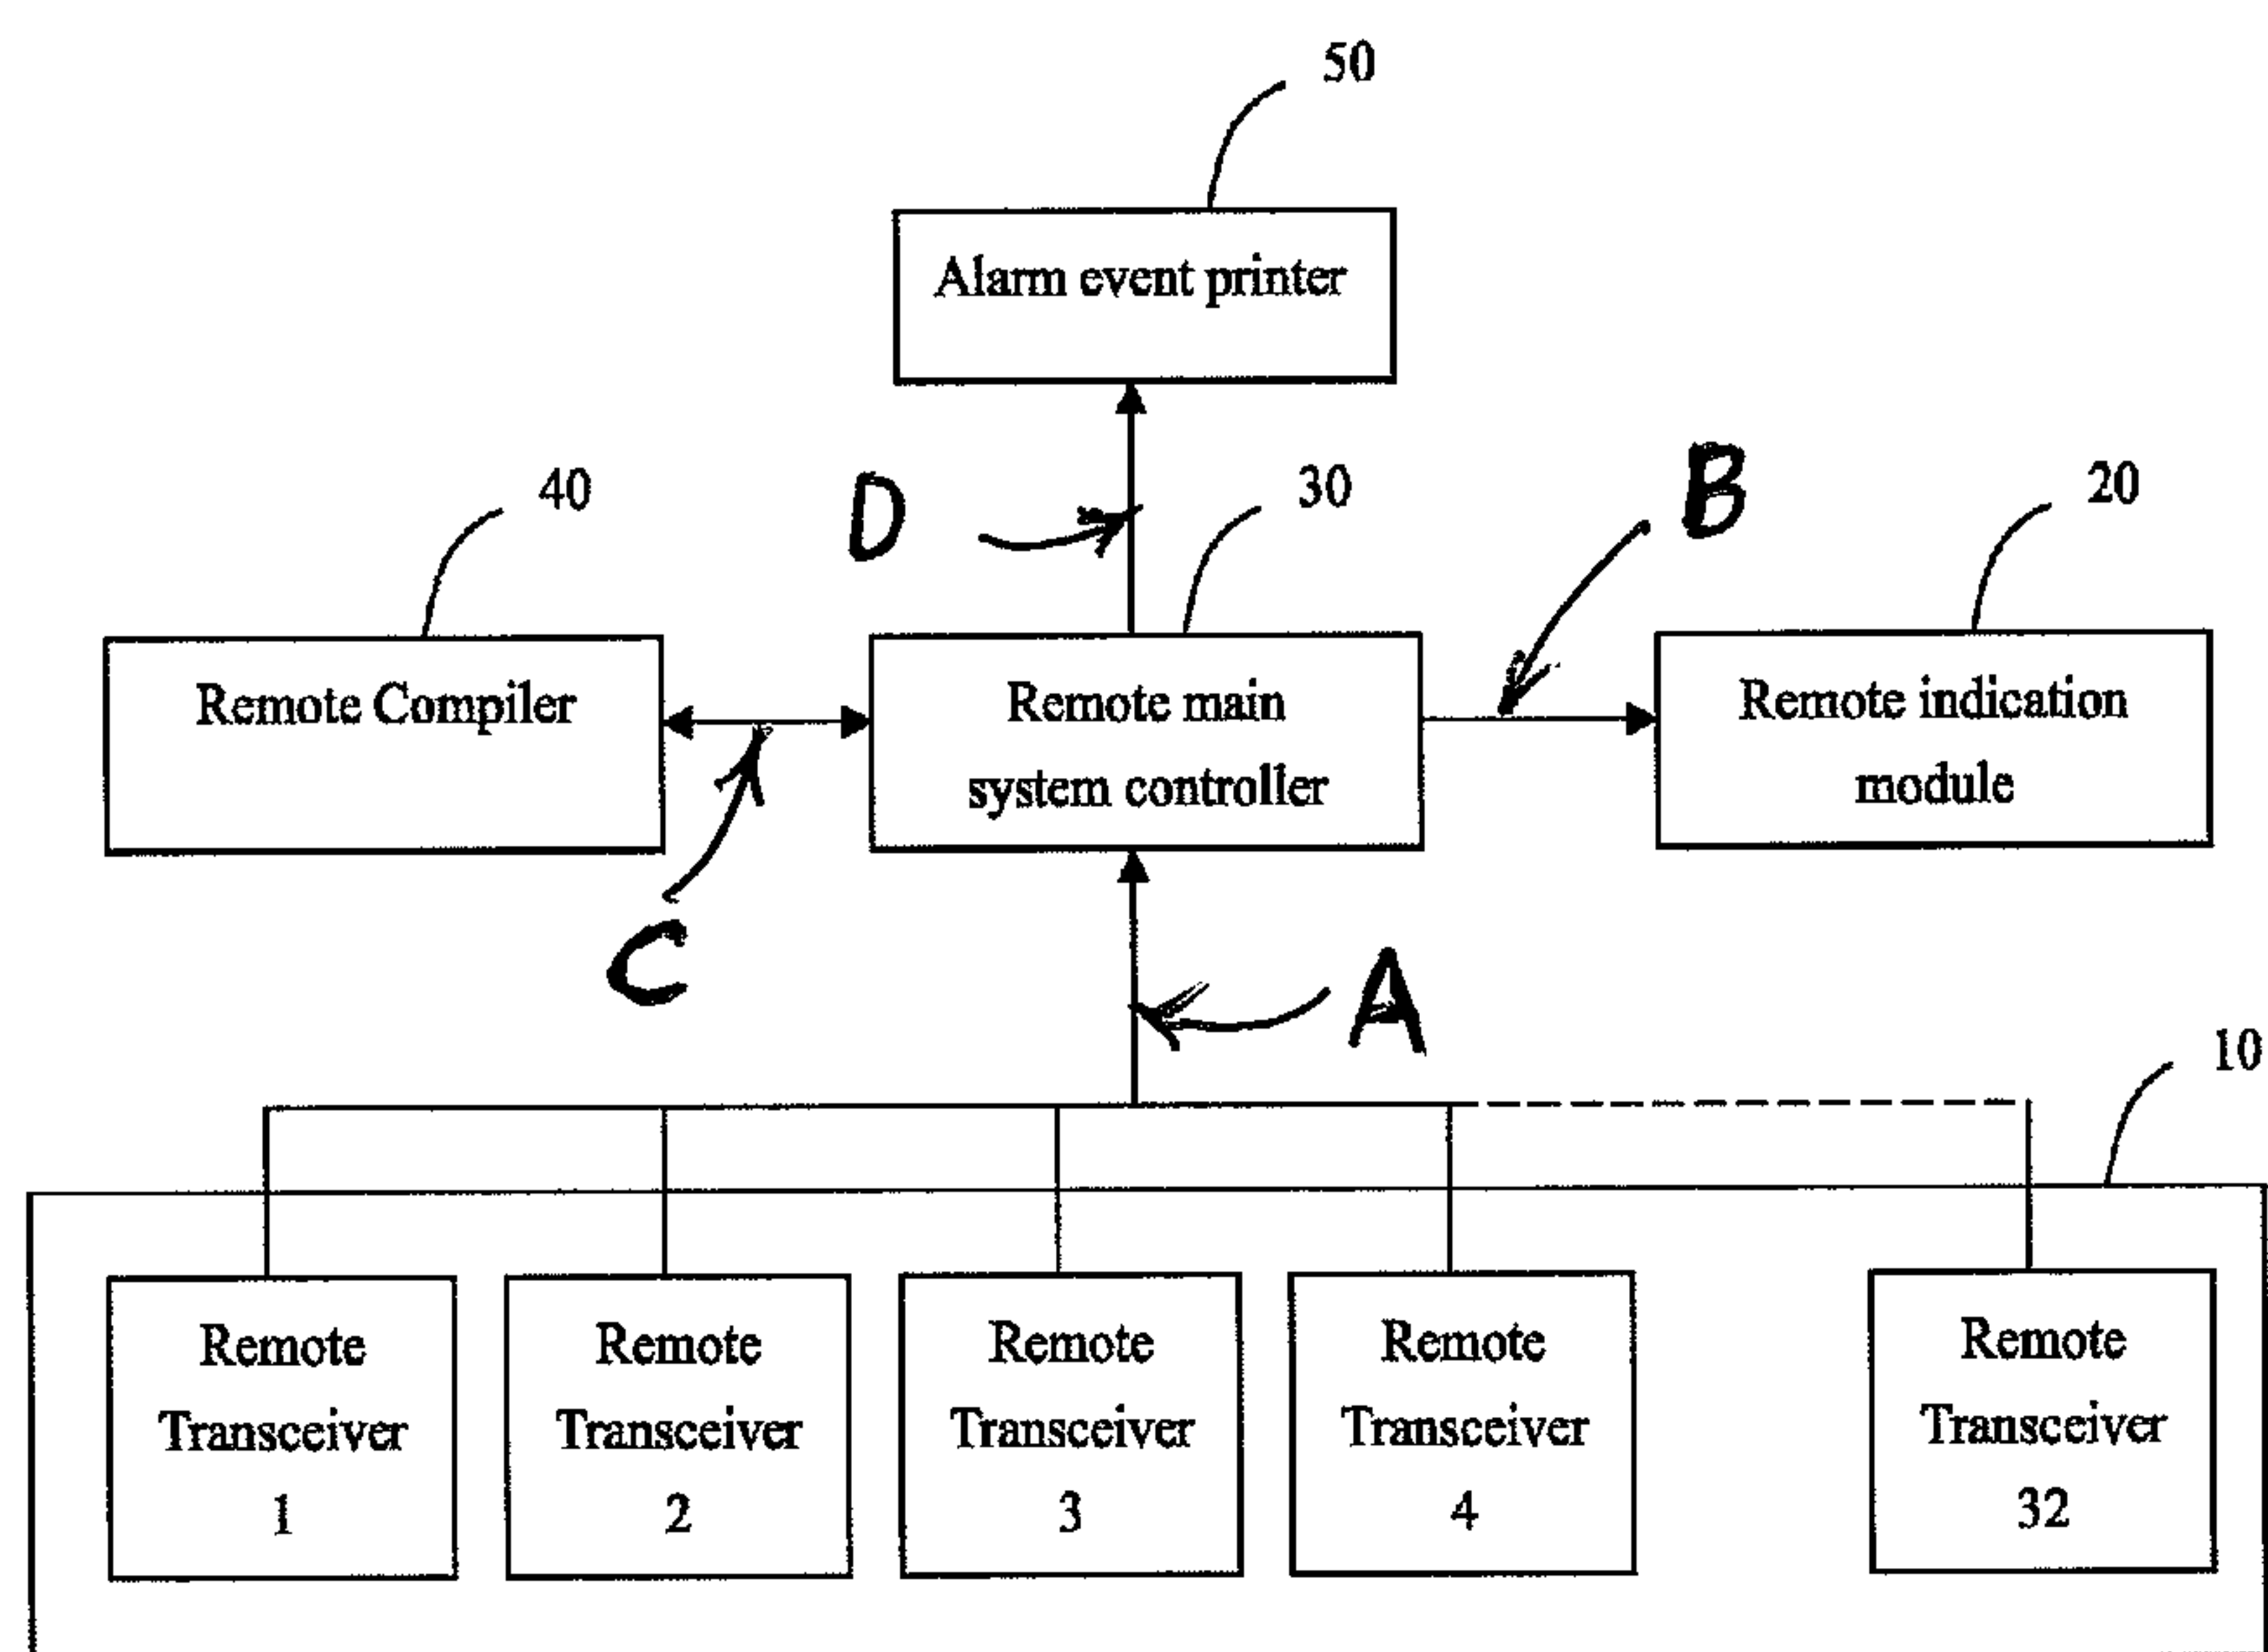 50
Alarm event printer
40
D
30
B
20
Remote Compiler
Remote main
system controller
Remote indication
module
C
A
10
Remote
Transceiver
1
Remote
Transceiver
2
Remote
Transceiver
3
Remote
Transceiver
4
Remote
Transceiver
32